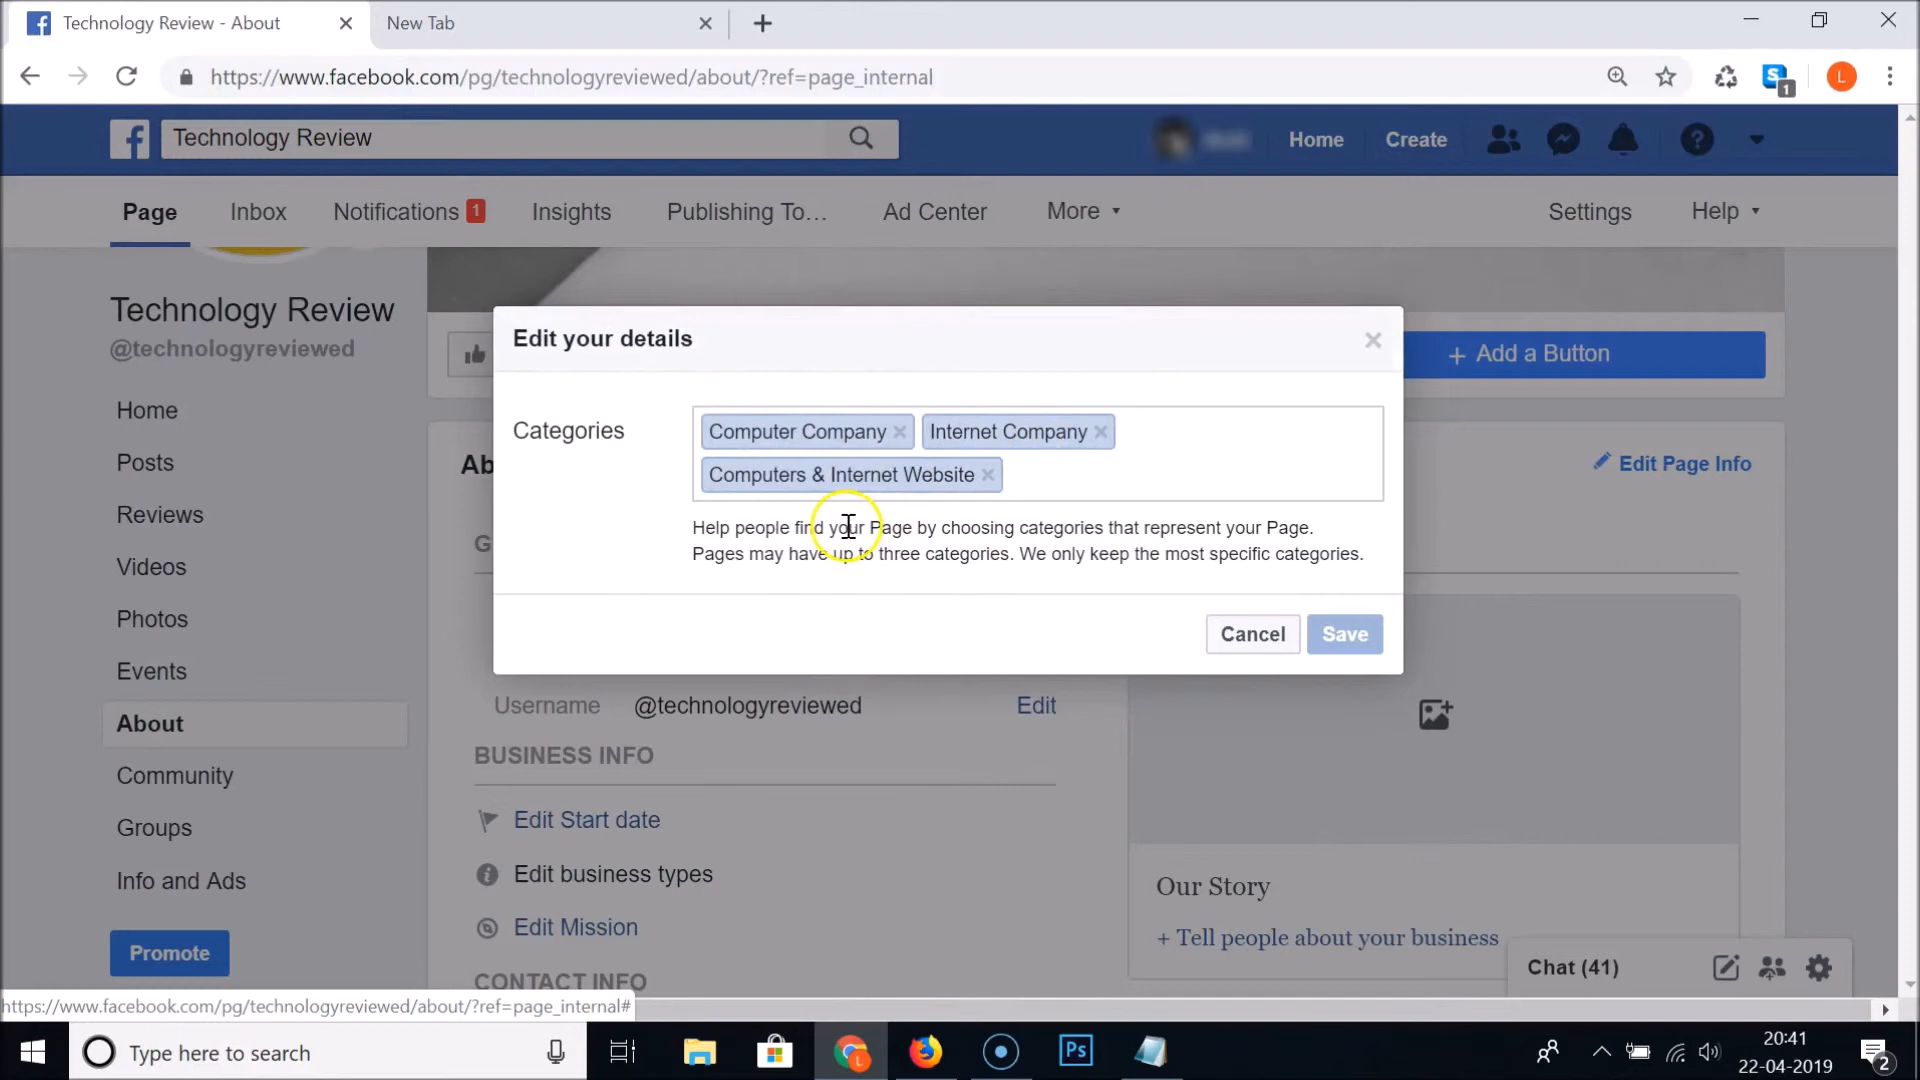 Technology Review - About
New Tab
https://www.facebook.com/pg/technologyreviewed/about/?ref=page_internal
S
1
L
Technology Review
Home
Create
Page
Inbox
Notifications 1
Insights
Publishing To...
Ad Center
More
Settings
Help
Technology Review
@technologyreviewed
+ Add a Button
Edit your details
Categories
Computer Company
Internet Company
Computers & Internet Website
Help people find your Page by choosing categories that represent your Page.
Pages may have up to three categories. We only keep the most specific categories.
Cancel
Save
Home
Posts
Reviews
Videos
Photos
Events
About
Community
Groups
Info and Ads
Promote
Ab
G
Edit Page Info
Username
@technologyreviewed
Edit
BUSINESS INFO
Edit Start date
Edit business types
Edit Mission
CONTACT INFO
Our Story
+ Tell people about your business
Chat (41)
https://www.facebook.com/pg/technologyreviewed/about/?ref=page_internal#
Type here to search
L
Ps
20:41
22-04-2019
2